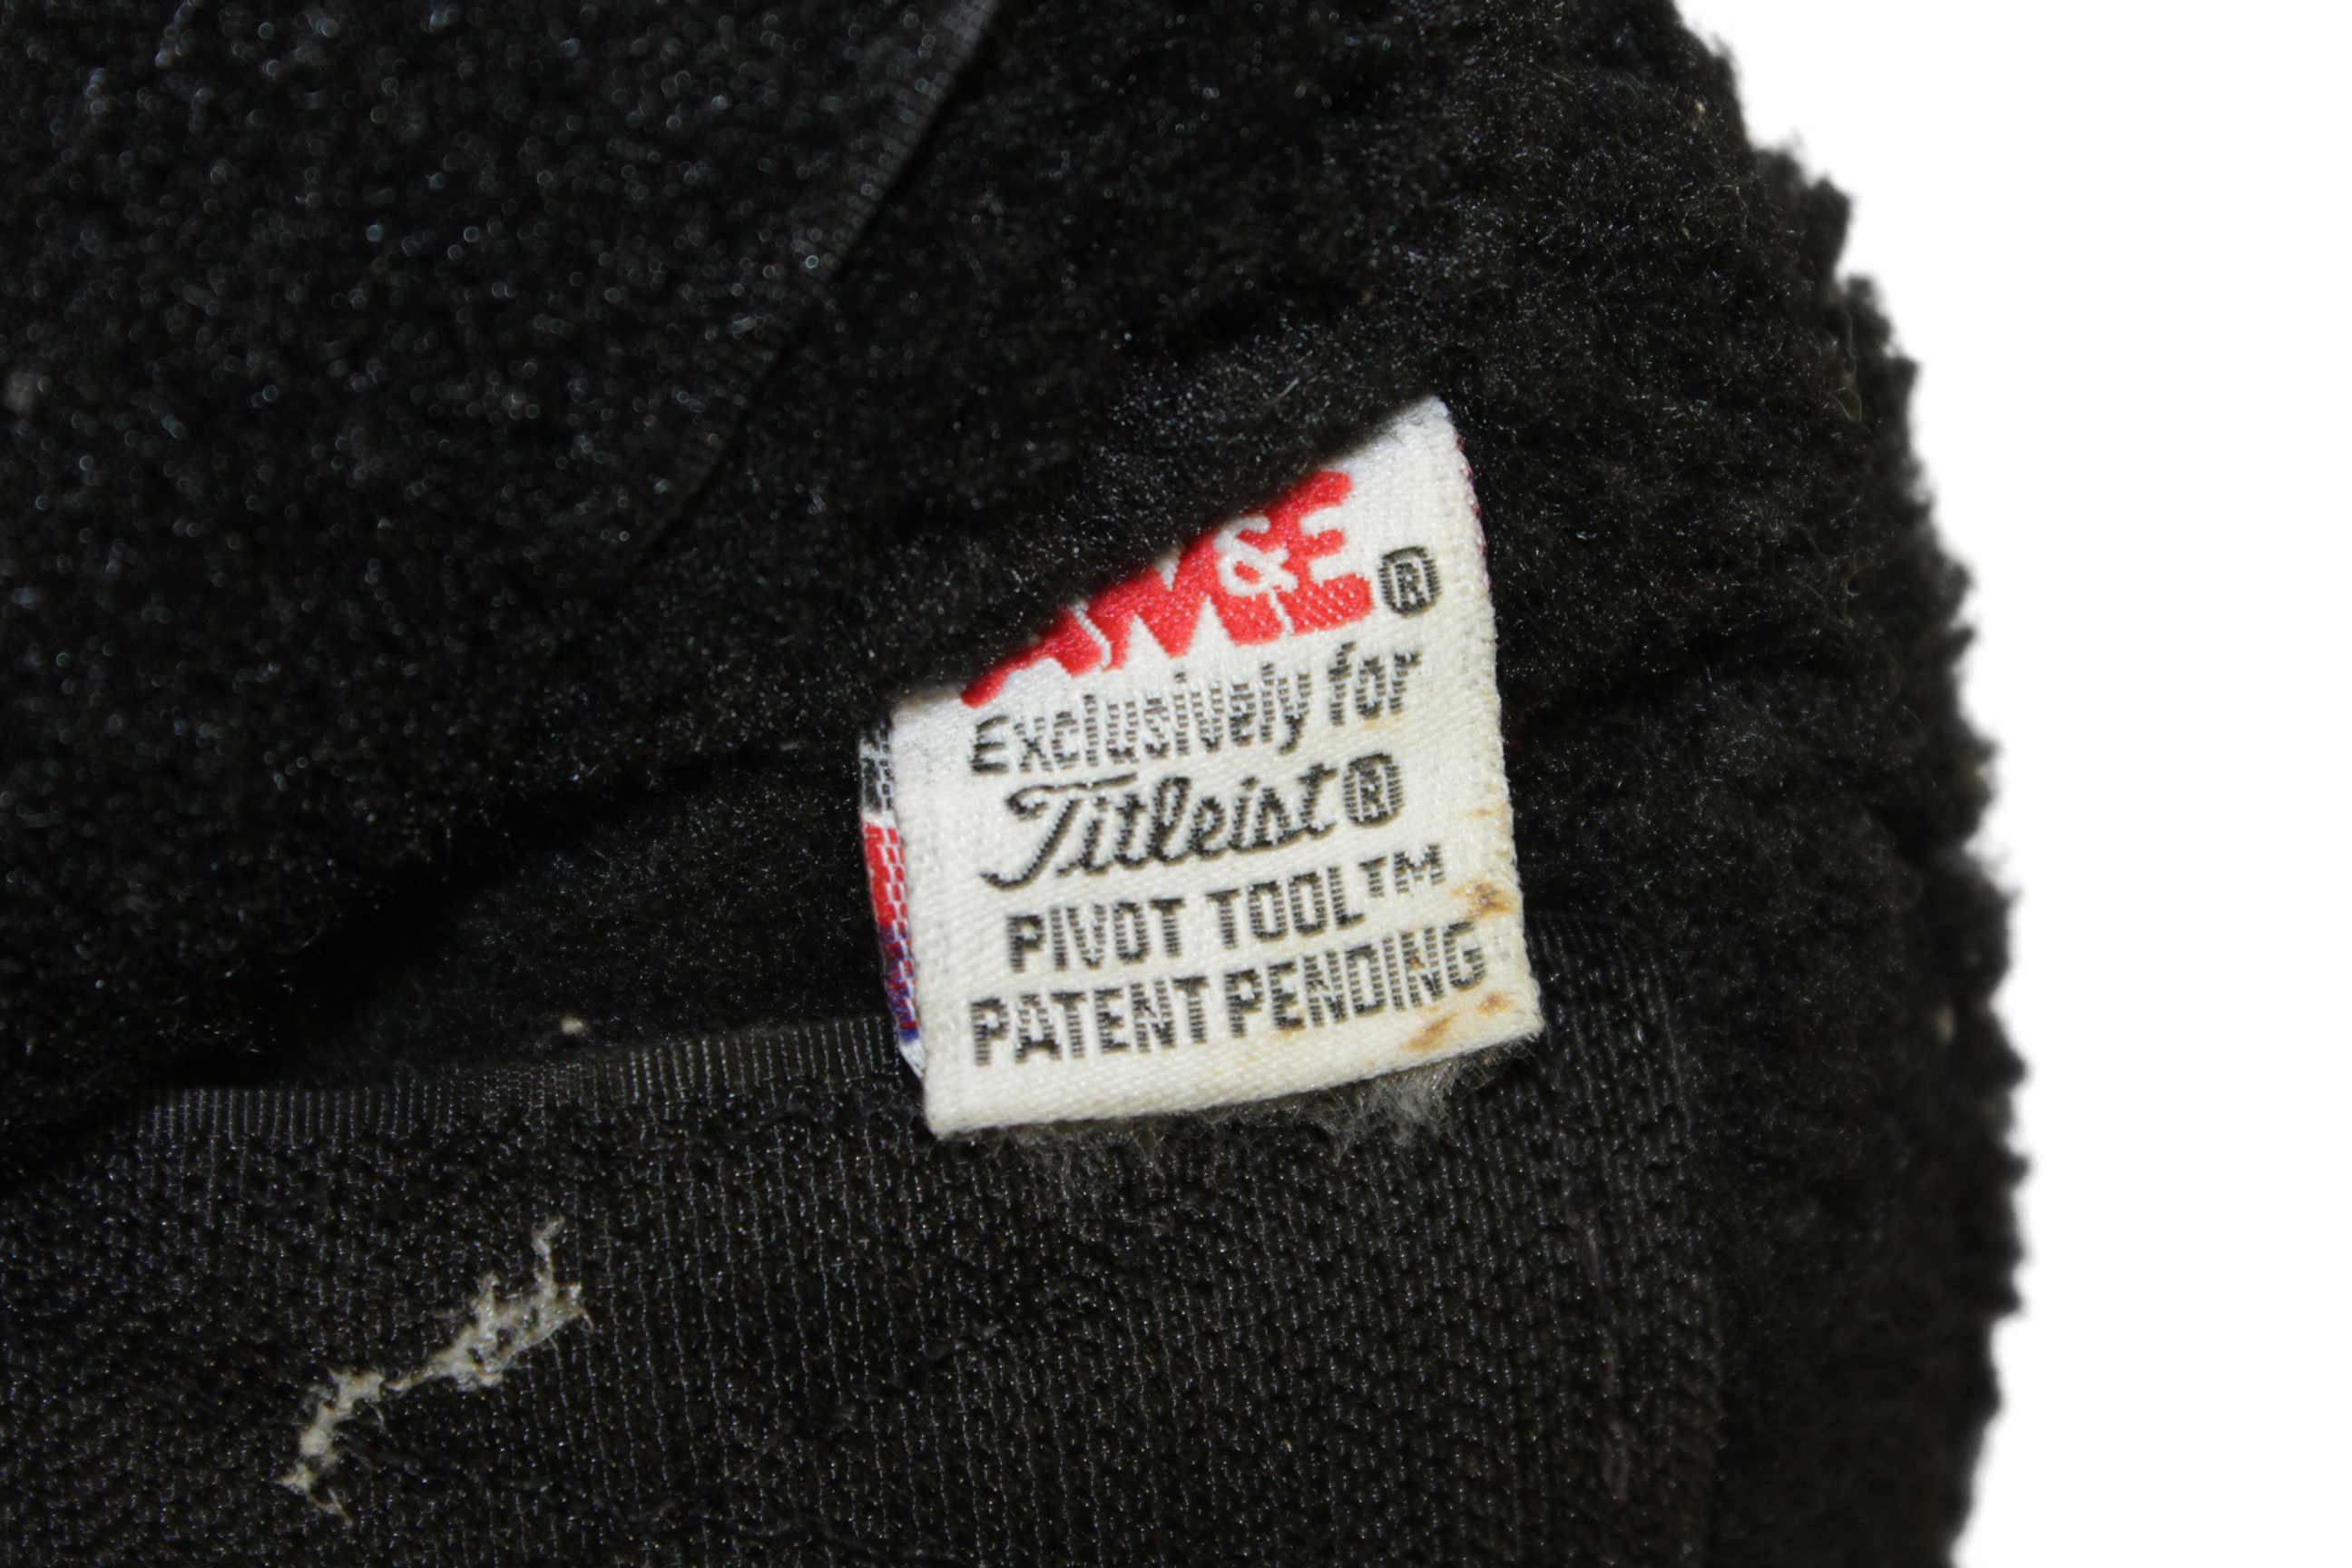 AM&E®
Exclusively for
Titleist®
PIVOT TOOL™
PATENT PENDING